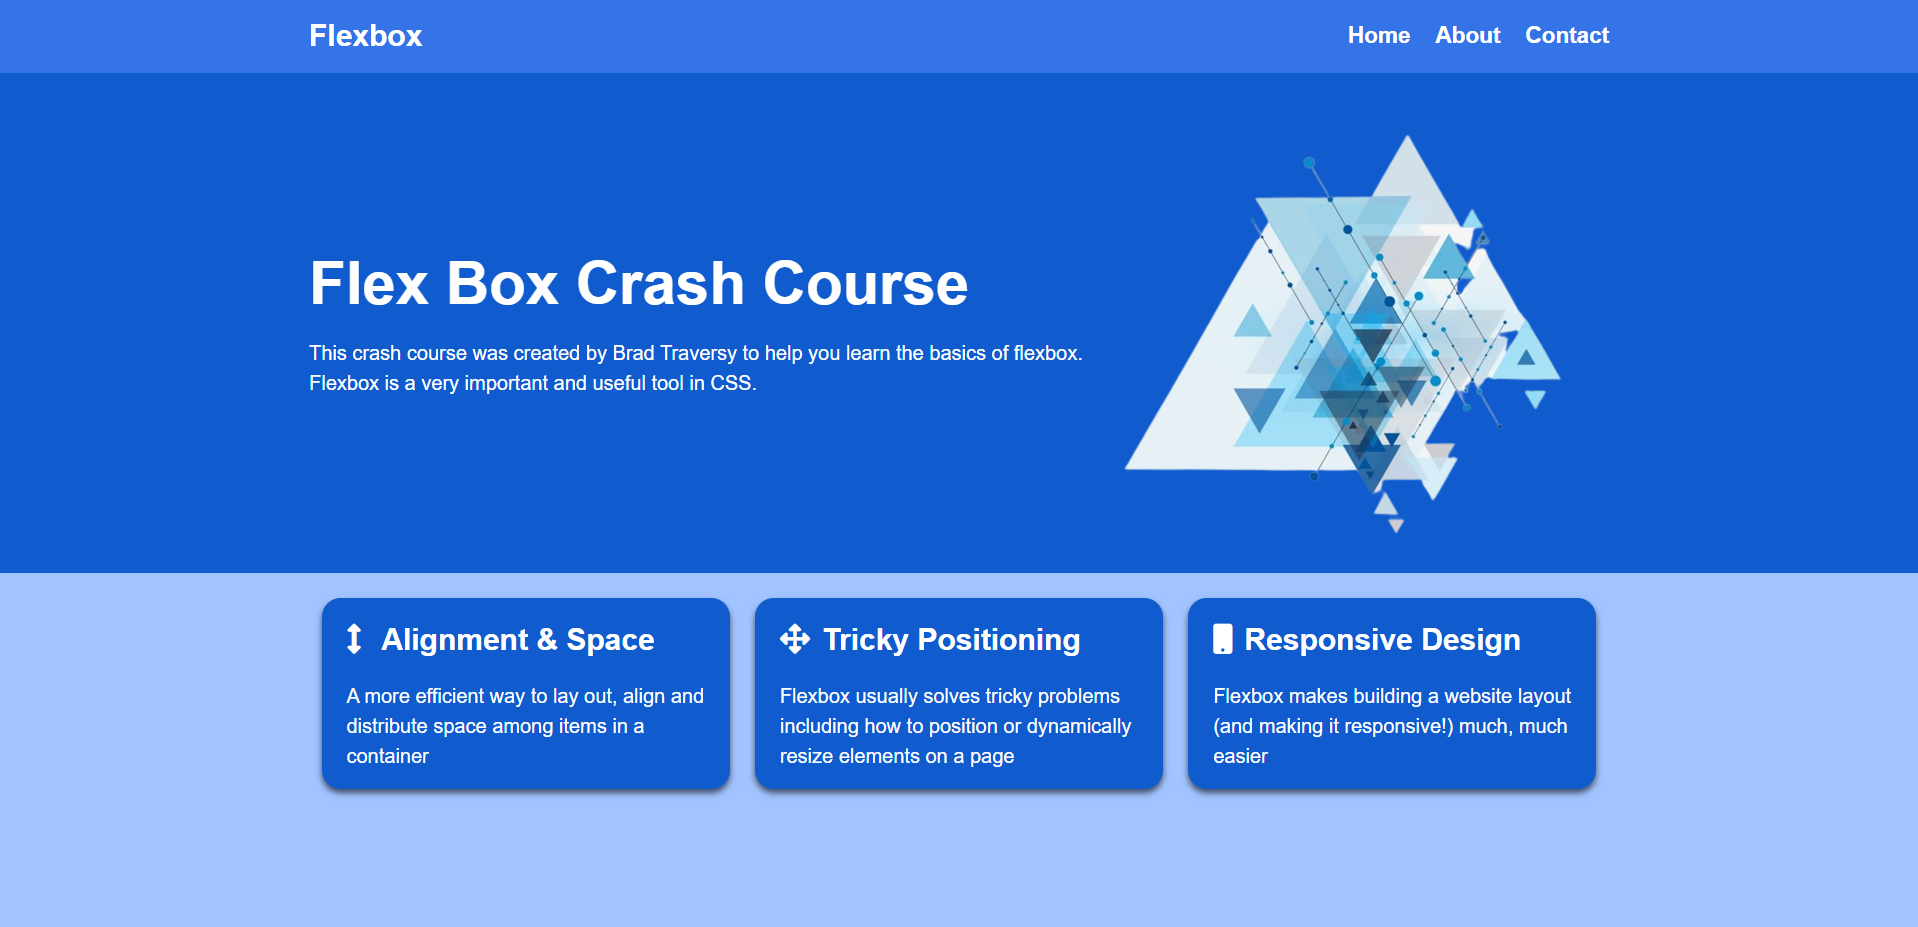 Flexbox
Home About Contact
Flex Box Crash Course
This crash course was created by Brad Traversy to help you learn the basics of flexbox.
Flexbox is a very important and useful tool in CSS.
Alignment & Space
A more efficient way to lay out, align and
distribute space among items in a
container
Tricky Positioning
Flexbox usually solves tricky problems
including how to position or dynamically
resize elements on a page
Responsive Design
Flexbox makes building a website layout
(and making it responsive!) much, much
easier